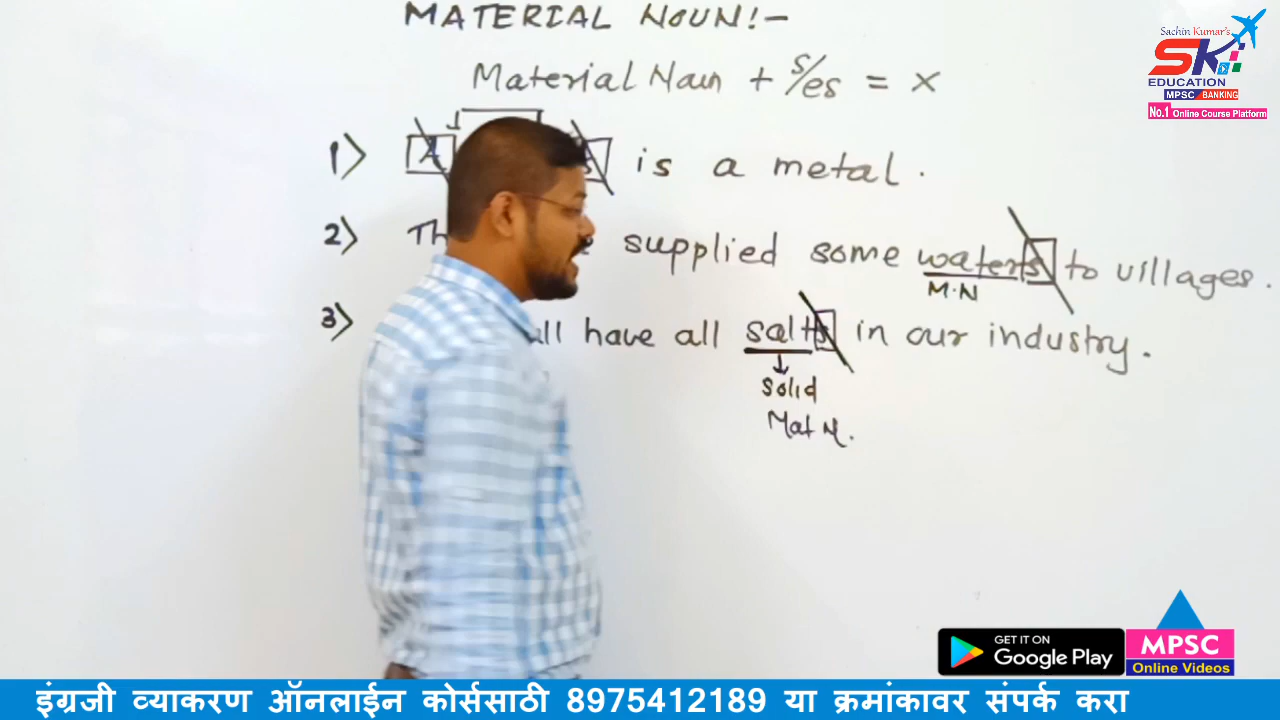 MATERIAL NOUN!-
Material Noun + s/es = x
1) A is a metal.
2) Th supplied some waters to villages.
M.N
3) all have all salts in our industry.
solid
Mat N.
Sachin Kumar's
SK
EDUCATION
MPSC BANKING
No.1 Online Course Platform
GET IT ON
Google Play
MPSC
Online Videos
इंग्रजी व्याकरण ऑनलाईन कोर्ससाठी 8975412189 या क्रमांकावर संपर्क करा